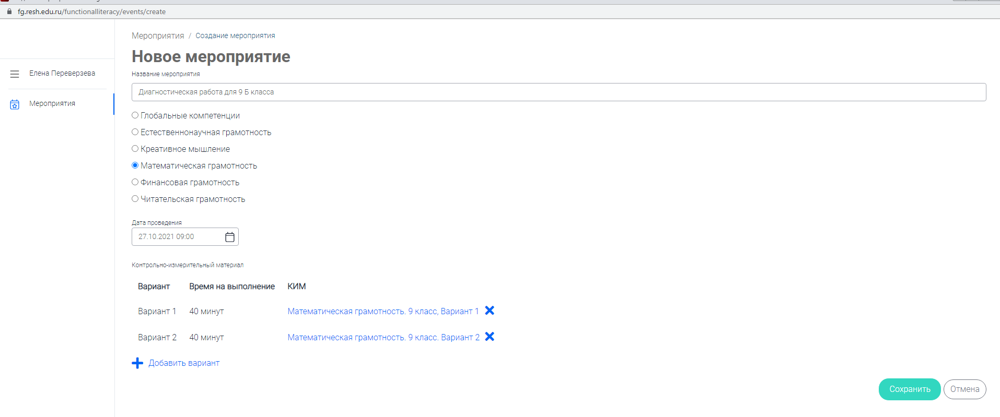 fg.resh.edu.ru/functionalliteracy/events/create
Мероприятия / Создание мероприятия
Новое мероприятие
Елена Переверзева
Название мероприятия
Диагностическая работа для 9 Б класса
Мероприятия
Глобальные компетенции
Естественнонаучная грамотность
Креативное мышление
Математическая грамотность
Финансовая грамотность
Читательская грамотность
Дата проведения
27.10.2021 09:00
Контрольно-измерительный материал
Вариант Время на выполнение КИМ
Вариант 1 40 минут Математическая грамотность. 9 класс, Вариант 1
Вариант 2 40 минут Математическая грамотность. 9 класс. Вариант 2
Добавить вариант
Сохранить Отмена